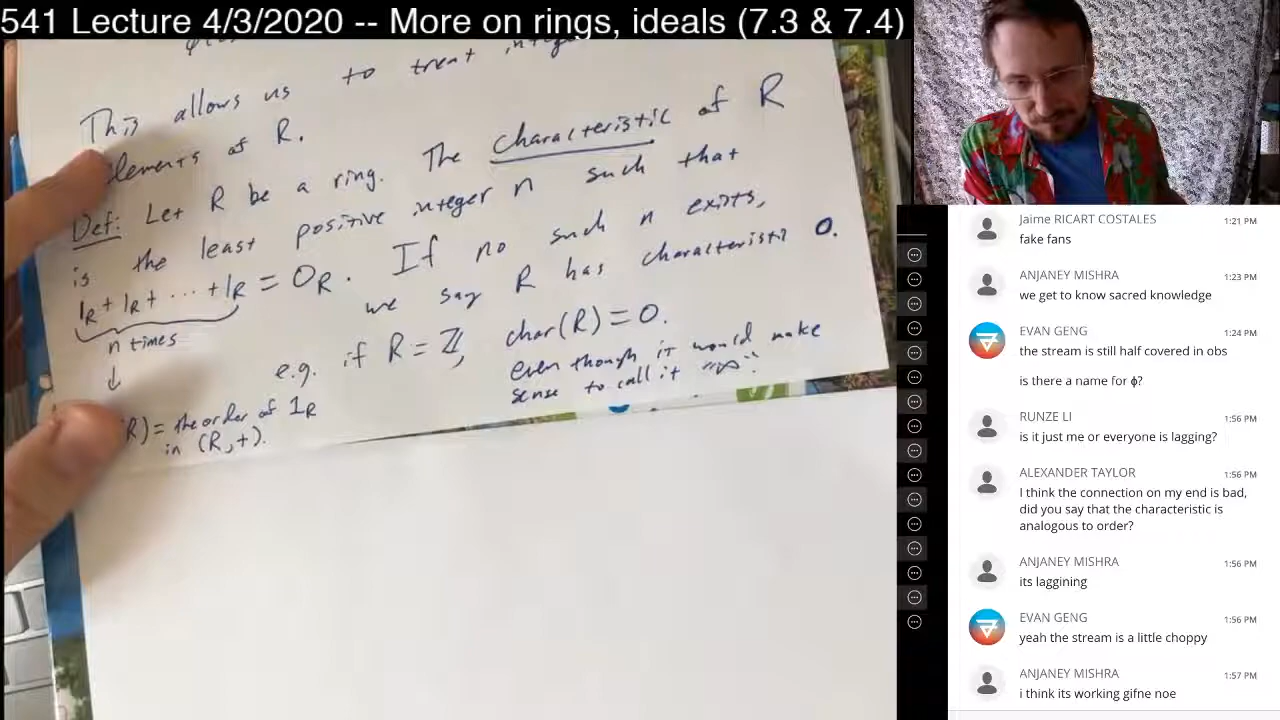 541 Lecture 4/3/2020 -- More on rings, ideals (7.3 & 7.4)
This allows us to treat
elements of R.
Def: Let R be a ring. The characteristic of R
is the least positive integer n such that
1R + 1R + ... + 1R = 0R. If no such n exists,
n times
we say R has characteristic 0.
e.g. if R = ℤ, char(R) = 0.
even though it would make
sense to call it "∞".
R) = the order of 1R
in (R, +).
Jaime RICART COSTALES 1:21 PM
fake fans
ANJANEY MISHRA 1:23 PM
we get to know sacred knowledge
EVAN GENG 1:24 PM
the stream is still half covered in obs
is there a name for ϕ?
RUNZE LI 1:56 PM
is it just me or everyone is lagging?
ALEXANDER TAYLOR 1:56 PM
I think the connection on my end is bad,
did you say that the characteristic is
analogous to order?
ANJANEY MISHRA 1:56 PM
its laggining
EVAN GENG 1:56 PM
yeah the stream is a little choppy
ANJANEY MISHRA 1:57 PM
i think its working gifne noe